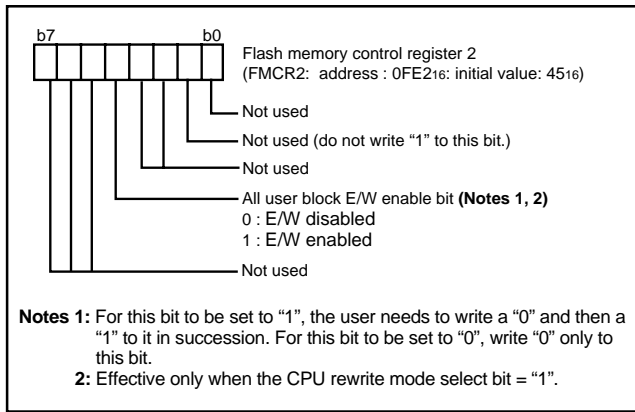 b7 b0
Flash memory control register 2
(FMCR2: address : 0FE216: initial value: 4516)
Not used
Not used (do not write “1” to this bit.)
Not used
All user block E/W enable bit (Notes 1, 2)
0 : E/W disabled
1 : E/W enabled
Not used
Notes 1: For this bit to be set to “1”, the user needs to write a “0” and then a
“1” to it in succession. For this bit to be set to “0”, write “0” only to
this bit.
2: Effective only when the CPU rewrite mode select bit = “1”.